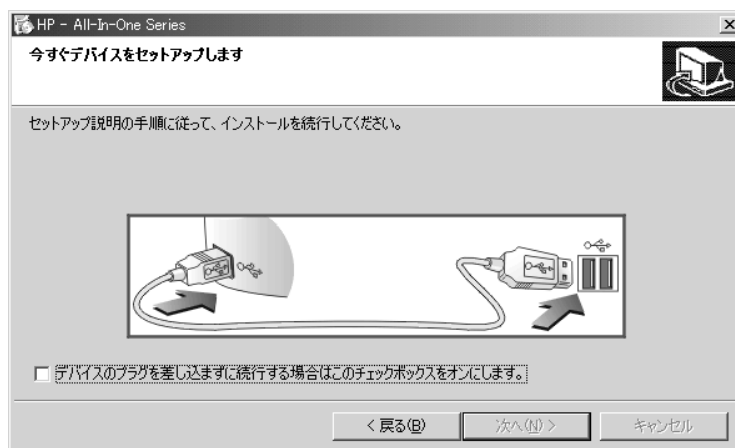 HP - All-In-One Series
今すぐデバイスをセットアップします
セットアップ説明の手順に従って、インストールを続行してください。
デバイスのプラグを差し込まずに続行する場合はこのチェックボックスをオンにします。
< 戻る(B)
次へ(N) >
キャンセル